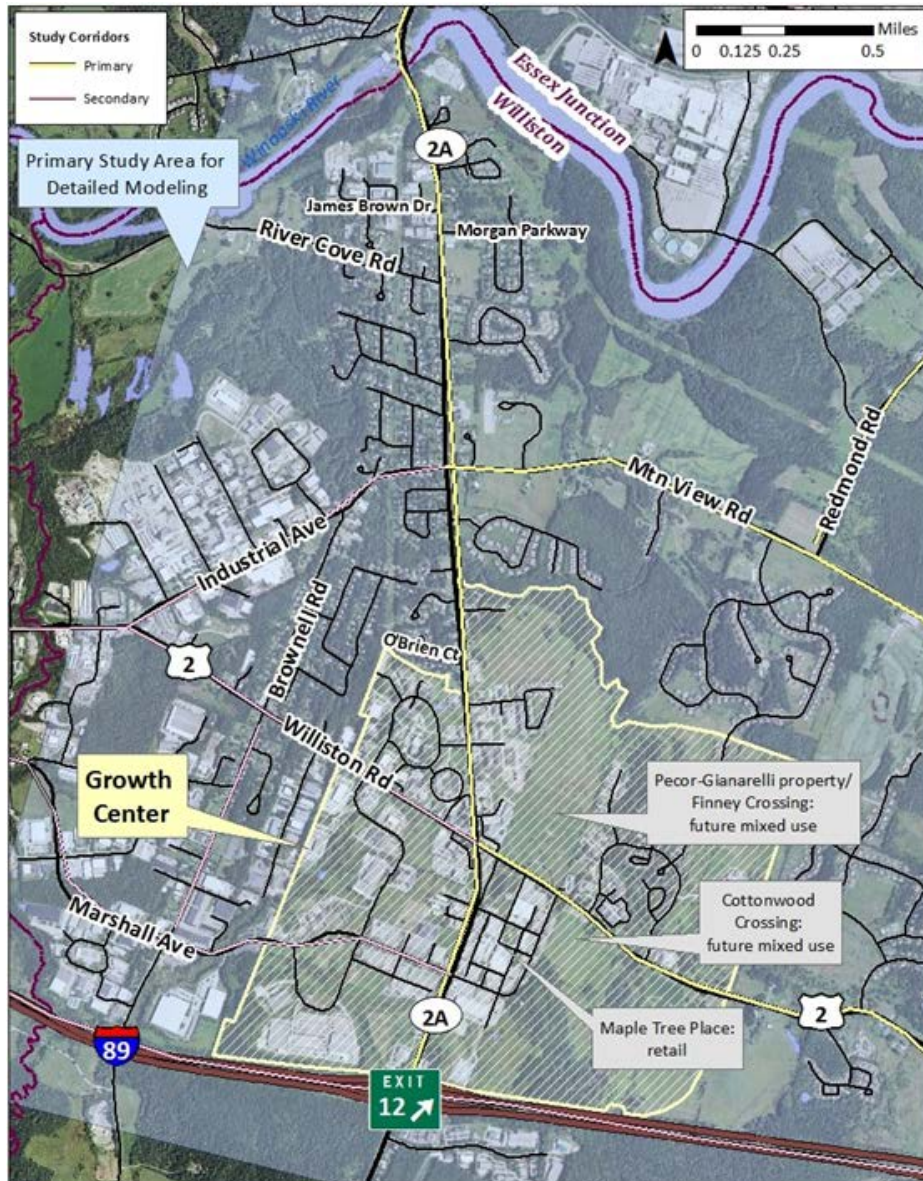 Study Corridors
Primary
Secondary
Miles
0 0.125 0.25 0.5
Essex Junction
Williston
Winooski River
2A
Primary Study Area for
Detailed Modeling
James Brown Dr
Morgan Parkway
River Cove Rd
Mtn View Rd
Redmond Rd
Industrial Ave
Brownell Rd
O'Brien Ct
2
Williston Rd
Growth
Center
Pecor-Gianarelli property/
Finney Crossing:
future mixed use
Cottonwood
Crossing:
future mixed use
Marshall Ave
2A
2
Maple Tree Place:
retail
89
EXIT
12